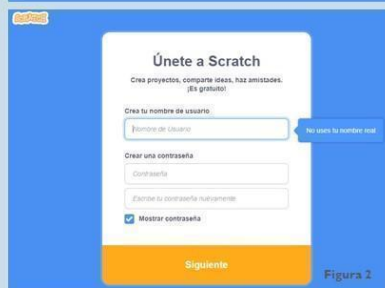 SCRATCH
Únete a Scratch
Crea proyectos, comparte ideas, haz amistades.
¡Es gratuito!
Crea tu nombre de usuario
Nombre de Usuario
No uses tu nombre real
Crear una contraseña
Contraseña
Escribe tu contraseña nuevamente
Mostrar contraseña
Siguiente
Figura 2